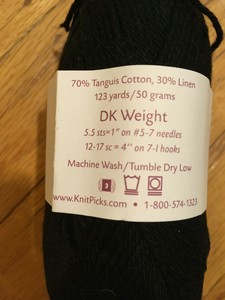 70% Tanguis Cotton, 30% Linen
123 yards/50 grams
DK Weight
5.5 sts=1" on #5-7 needles
12-17 sc = 4" on 7-I hooks
Machine Wash/Tumble Dry Low
3
www.KnitPicks.com • 1-800-574-1323